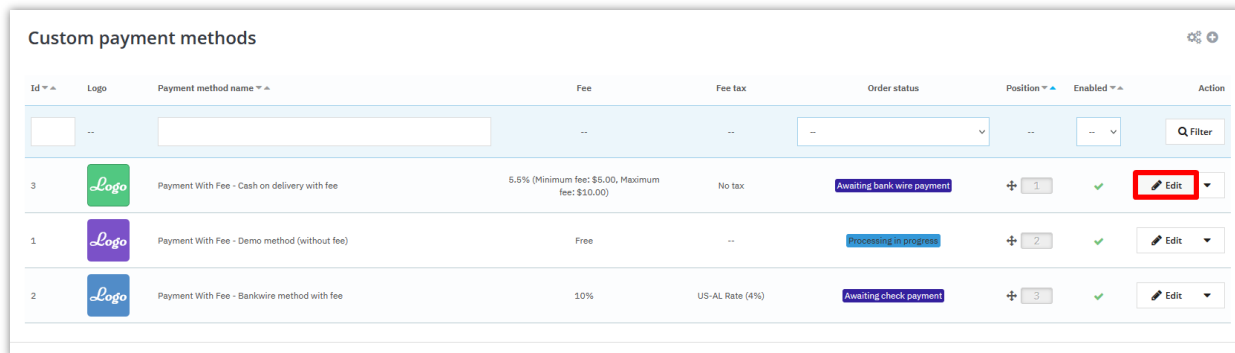 Custom payment methods
Id Logo Payment method name Fee Fee tax Order status Position Enabled Action
-- -- -- -- -- -- Filter
3 Logo Payment With Fee - Cash on delivery with fee 5.5% (Minimum fee: $5.00, Maximum fee: $10.00) No tax Awaiting bank wire payment 1 Edit
1 Logo Payment With Fee - Demo method (without fee) Free -- Processing in progress 2 Edit
2 Logo Payment With Fee - Bankwire method with fee 10% US-AL Rate (4%) Awaiting check payment 3 Edit